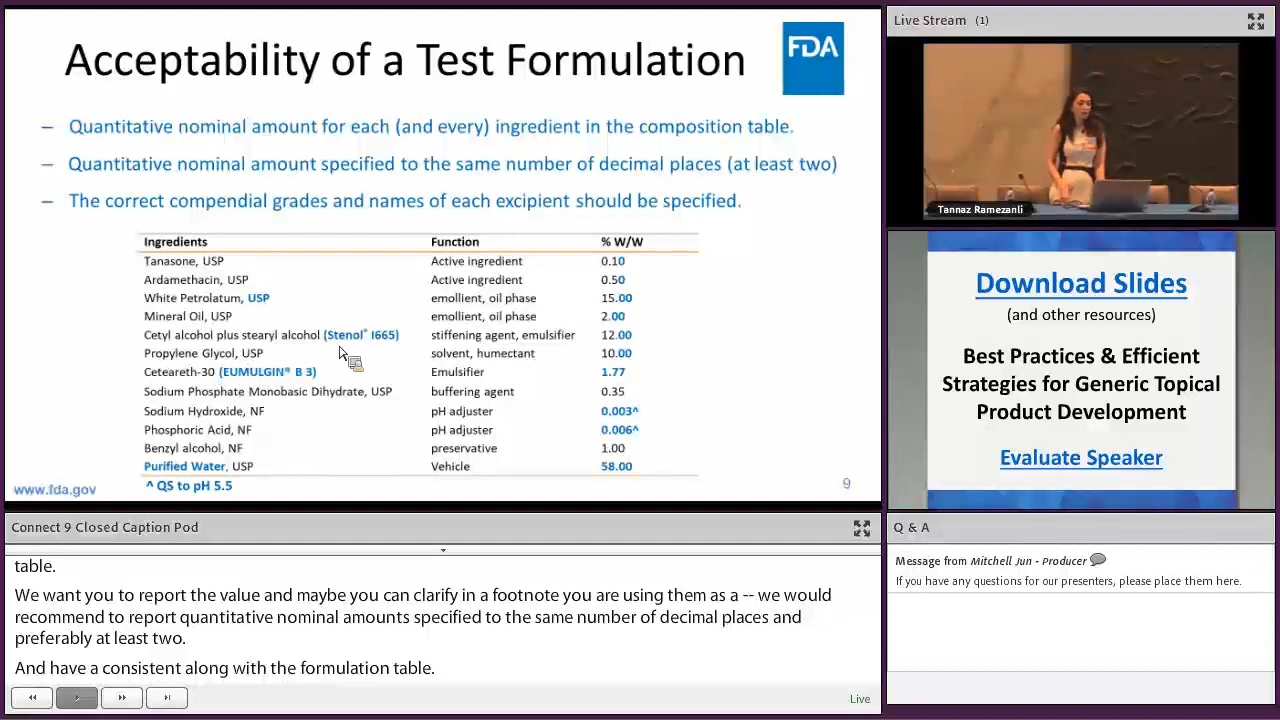 Acceptability of a Test Formulation
FDA
– Quantitative nominal amount for each (and every) ingredient in the composition table.
– Quantitative nominal amount specified to the same number of decimal places (at least two)
– The correct compendial grades and names of each excipient should be specified.
Ingredients Function % W/W
Tanasone, USP Active ingredient 0.10
Ardamethacin, USP Active ingredient 0.50
White Petrolatum, USP emollient, oil phase 15.00
Mineral Oil, USP emollient, oil phase 2.00
Cetyl alcohol plus stearyl alcohol (Stenol® I665) stiffening agent, emulsifier 12.00
Propylene Glycol, USP solvent, humectant 10.00
Ceteareth-30 (EUMULGIN® B 3) Emulsifier 1.77
Sodium Phosphate Monobasic Dihydrate, USP buffering agent 0.35
Sodium Hydroxide, NF pH adjuster 0.003^
Phosphoric Acid, NF pH adjuster 0.006^
Benzyl alcohol, NF preservative 1.00
Purified Water, USP Vehicle 58.00
^ QS to pH 5.5
www.fda.gov
9
Live Stream (1)
Tannaz Ramezanli
Download Slides
(and other resources)
Best Practices & Efficient
Strategies for Generic Topical
Product Development
Evaluate Speaker
Connect 9 Closed Caption Pod
table.
We want you to report the value and maybe you can clarify in a footnote you are using them as a -- we would
recommend to report quantitative nominal amounts specified to the same number of decimal places and
preferably at least two.
And have a consistent along with the formulation table.
Live
Q & A
Message from Mitchell Jun - Producer
If you have any questions for our presenters, please place them here.